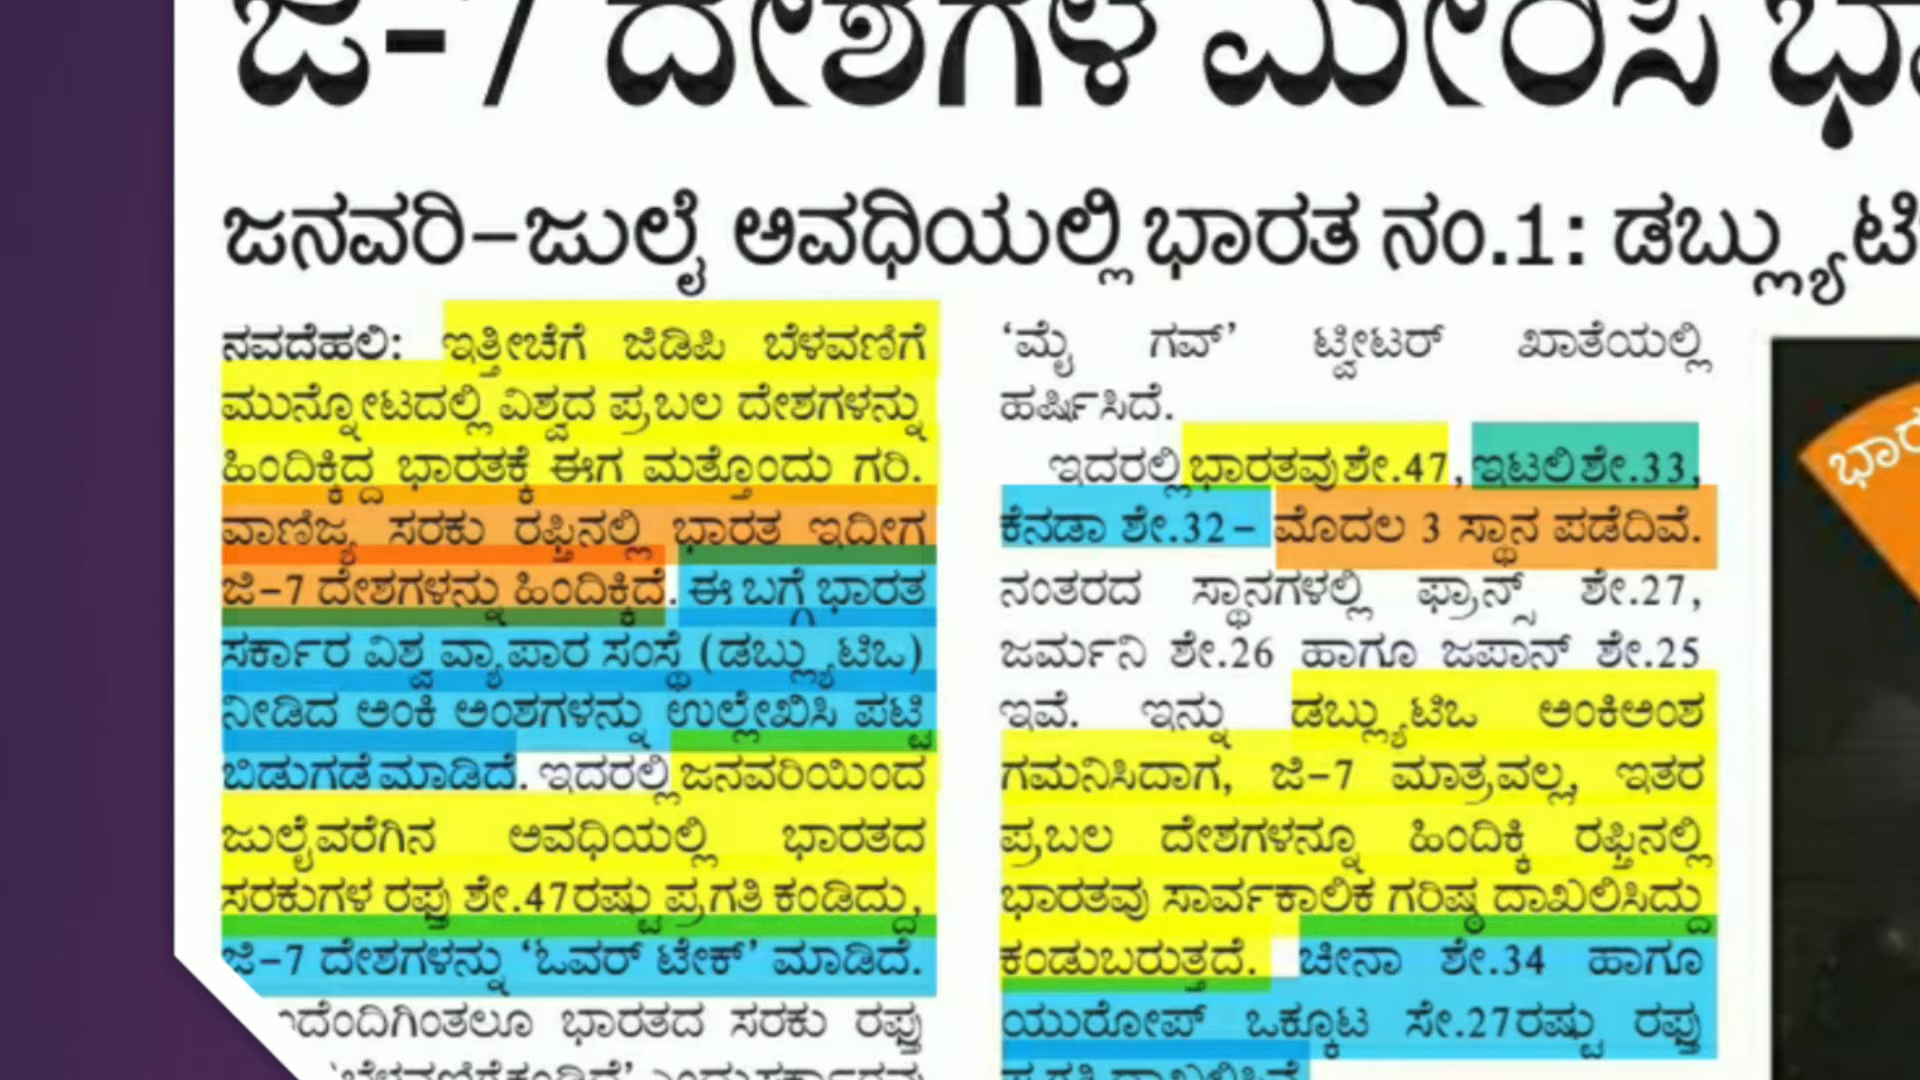 ಜಿ-7 ದೇಶಗಳ ಮೀರಿಸಿ
ಜನವರಿ-ಜುಲೈ ಅವಧಿಯಲ್ಲಿ ಭಾರತ ನಂ.1: ಡಬ್ಲ್ಯುಟಿ
ನವದೆಹಲಿ: ಇತ್ತೀಚೆಗೆ ಜಿಡಿಪಿ ಬೆಳವಣಿಗೆ
ಮುನ್ನೋಟದಲ್ಲಿ ವಿಶ್ವದ ಪ್ರಬಲ ದೇಶಗಳನ್ನು
ಹಿಂದಿಕ್ಕಿದ್ದ ಭಾರತಕ್ಕೆ ಈಗ ಮತ್ತೊಂದು ಗರಿ.
ವಾಣಿಜ್ಯ ಸರಕು ರಫ್ತಿನಲ್ಲಿ ಭಾರತ ಇದೀಗ
ಜಿ-7 ದೇಶಗಳನ್ನು ಹಿಂದಿಕ್ಕಿದೆ. ಈ ಬಗ್ಗೆ ಭಾರತ
ಸರ್ಕಾರ ವಿಶ್ವ ವ್ಯಾಪಾರ ಸಂಸ್ಥೆ (ಡಬ್ಲ್ಯುಟಿಒ)
ನೀಡಿದ ಅಂಕಿ ಅಂಶಗಳನ್ನು ಉಲ್ಲೇಖಿಸಿ ಪಟ್ಟಿ
ಬಿಡುಗಡೆ ಮಾಡಿದೆ. ಇದರಲ್ಲಿ ಜನವರಿಯಿಂದ
ಜುಲೈವರೆಗಿನ ಅವಧಿಯಲ್ಲಿ ಭಾರತದ
ಸರಕುಗಳ ರಫ್ತು ಶೇ.47ರಷ್ಟು ಪ್ರಗತಿ ಕಂಡಿದ್ದು,
ಜಿ-7 ದೇಶಗಳನ್ನು 'ಓವರ್ ಟೇಕ್' ಮಾಡಿದೆ.
ಭಾರತದ ಸರಕು ರಫ್ತು
'ಮೈ ಗವ್' ಟ್ವೀಟರ್ ಖಾತೆಯಲ್ಲಿ
ಹರ್ಷಿಸಿದೆ.
ಇದರಲ್ಲಿ ಭಾರತವು ಶೇ.47, ಇಟಲಿ ಶೇ.33,
ಕೆನಡಾ ಶೇ.32- ಮೊದಲ 3 ಸ್ಥಾನ ಪಡೆದಿವೆ.
ನಂತರದ ಸ್ಥಾನಗಳಲ್ಲಿ ಫ್ರಾನ್ಸ್ ಶೇ.27,
ಜರ್ಮನಿ ಶೇ.26 ಹಾಗೂ ಜಪಾನ್ ಶೇ.25
ಇವೆ. ಇನ್ನು ಡಬ್ಲ್ಯುಟಿಒ ಅಂಕಿಅಂಶ
ಗಮನಿಸಿದಾಗ, ಜಿ-7 ಮಾತ್ರವಲ್ಲ, ಇತರ
ಪ್ರಬಲ ದೇಶಗಳನ್ನೂ ಹಿಂದಿಕ್ಕಿ ರಫ್ತಿನಲ್ಲಿ
ಭಾರತವು ಸಾರ್ವಕಾಲಿಕ ಗರಿಷ್ಠ ದಾಖಲಿಸಿದ್ದು
ಕಂಡುಬರುತ್ತದೆ. ಚೀನಾ ಶೇ.34 ಹಾಗೂ
ಯುರೋಪ್ ಒಕ್ಕೂಟ ಸೇ.27ರಷ್ಟು ರಫ್ತು